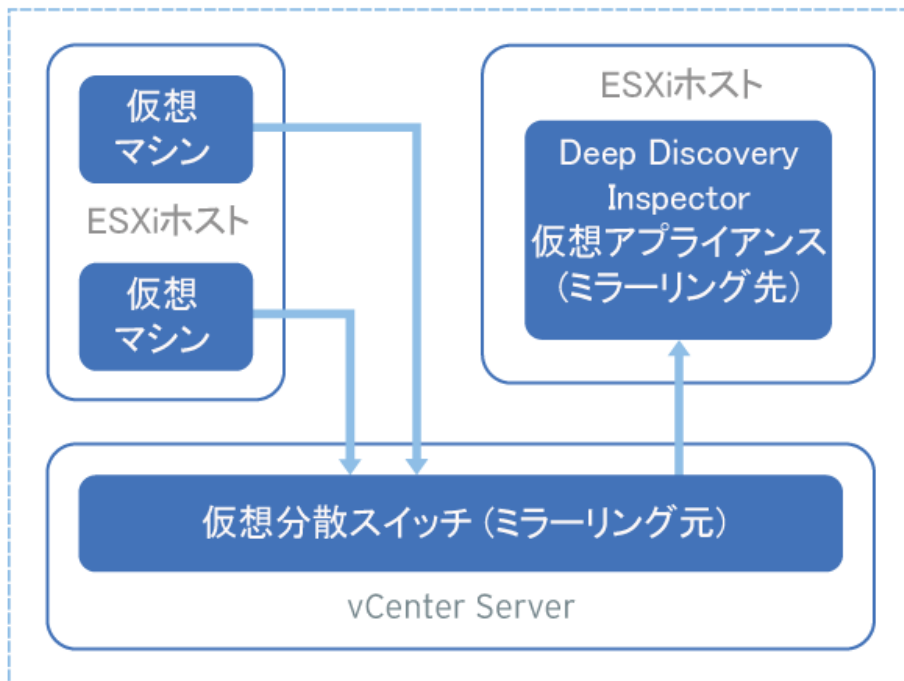 仮想
マシン
ESXiホスト
仮想
マシン
ESXiホスト
Deep Discovery
Inspector
仮想アプライアンス
(ミラーリング先)
仮想分散スイッチ (ミラーリング元)
vCenter Server